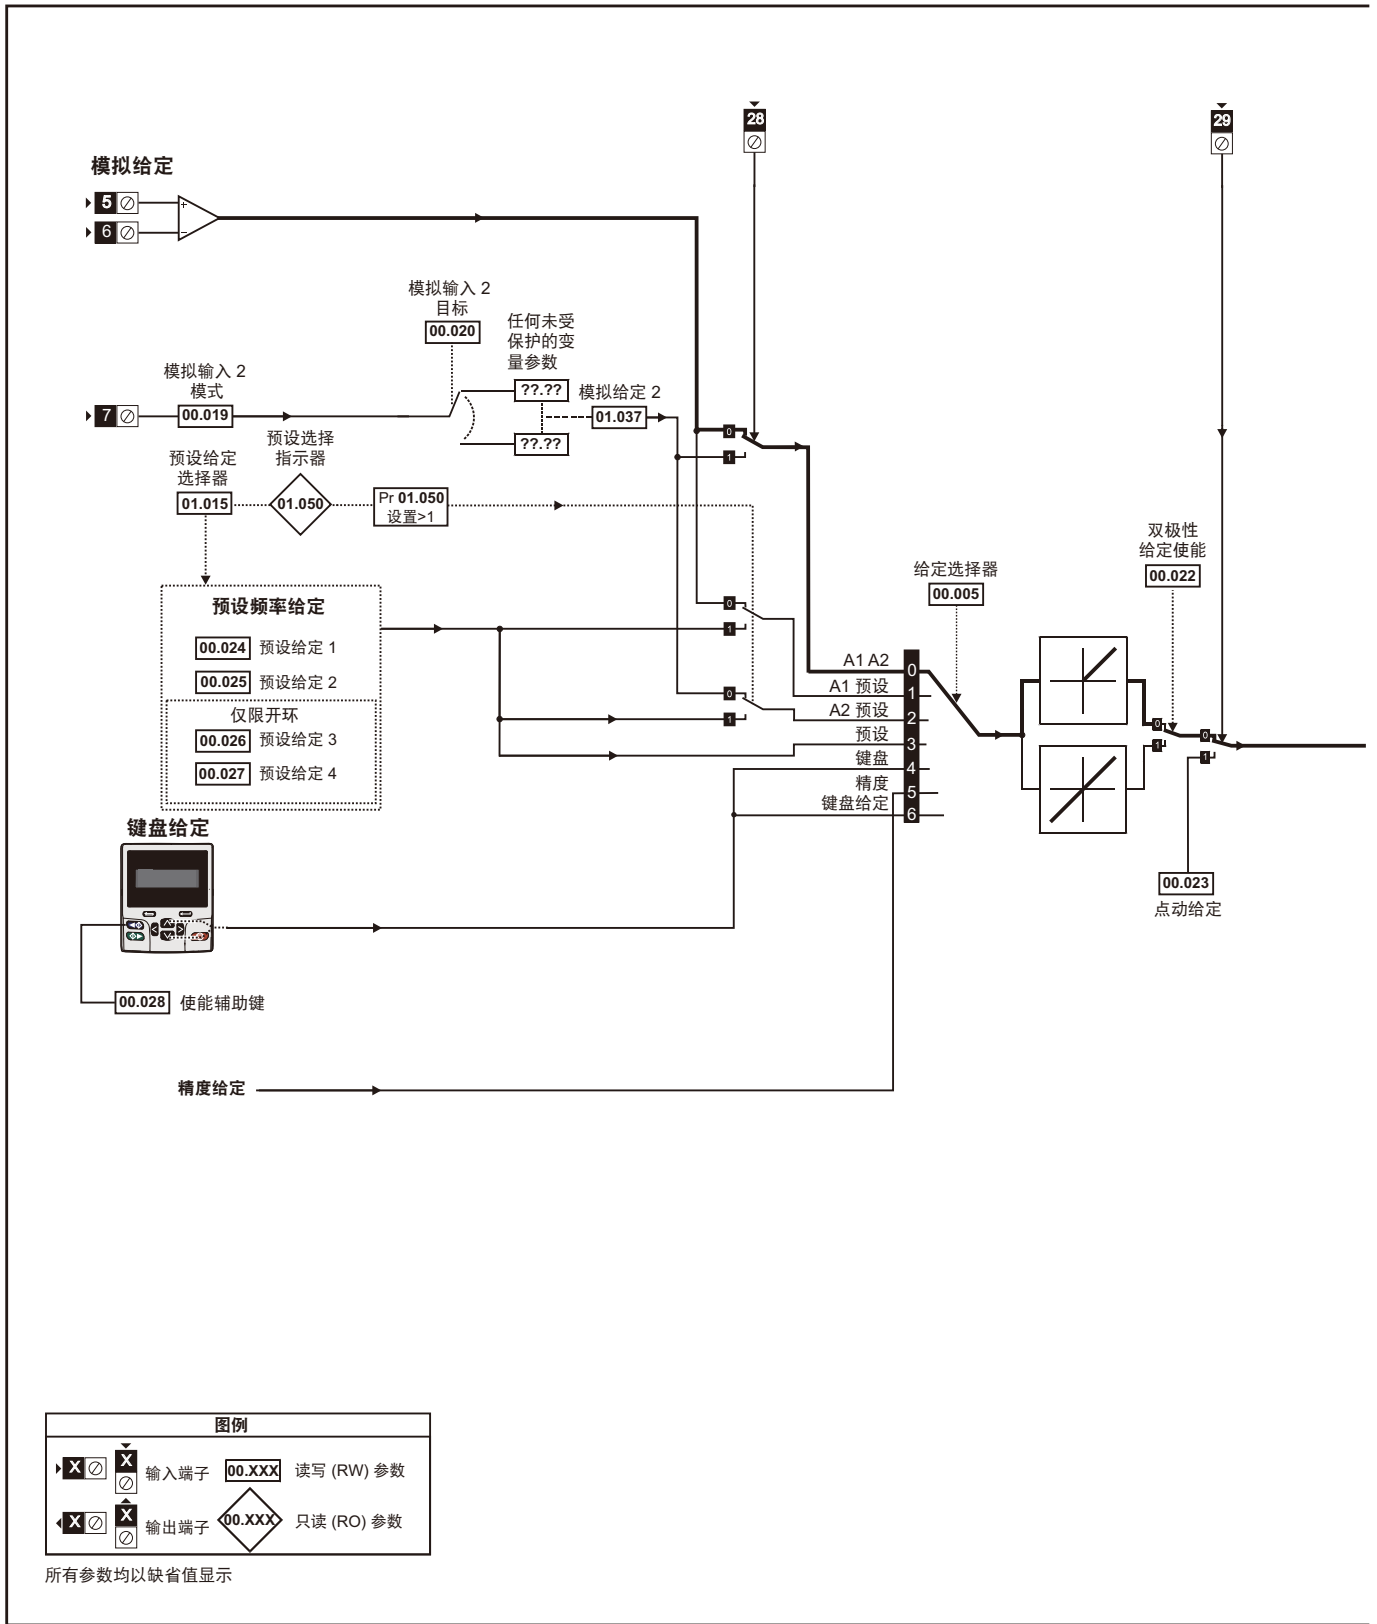 28
29
模拟给定
5
+
6
−
模拟输入 2
目标
00.020
任何未受
保护的变
量参数
模拟输入 2
模式
??.??
模拟给定 2
7
00.019
01.037
??.??
0
1
预设选择
指示器
预设给定
选择器
01.015
01.050
Pr 01.050
设置>1
双极性
给定使能
00.022
给定选择器
00.005
预设频率给定
0
1
00.024 预设给定 1
00.025 预设给定 2
仅限开环
00.026 预设给定 3
00.027 预设给定 4
0
1
A1 A2 0
A1 预设 1
A2 预设 2
预设 3
键盘 4
精度 5
键盘给定 6
0
1
0
1
键盘给定
00.023
点动给定
00.028 使能辅助键
精度给定
图例
X X 输入端子 00.XXX 读写 (RW) 参数
X X 输出端子 00.XXX 只读 (RO) 参数
所有参数均以缺省值显示